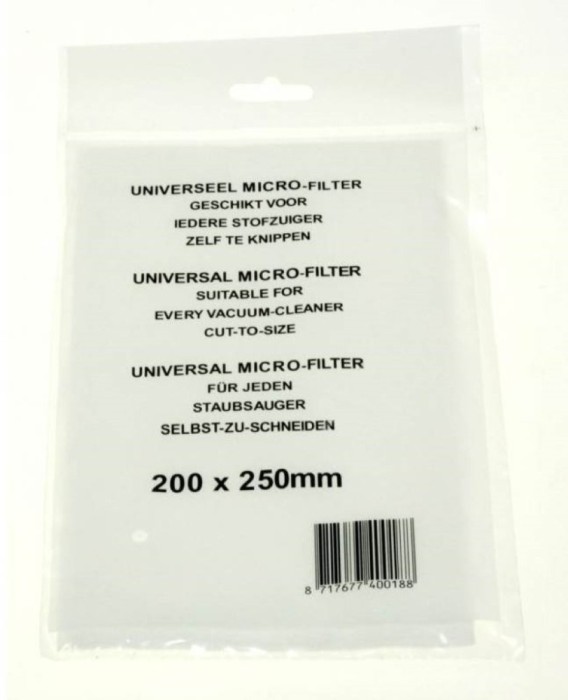 UNIVERSEEL MICRO-FILTER
GESCHIKT VOOR
IEDERE STOFZUIGER
ZELF TE KNIPPEN
UNIVERSAL MICRO-FILTER
SUITABLE FOR
EVERY VACUUM-CLEANER
CUT-TO-SIZE
UNIVERSAL MICRO-FILTER
FÜR JEDEN
STAUBSAUGER
SELBST-ZU-SCHNEIDEN
200 x 250mm
8 717677 400188